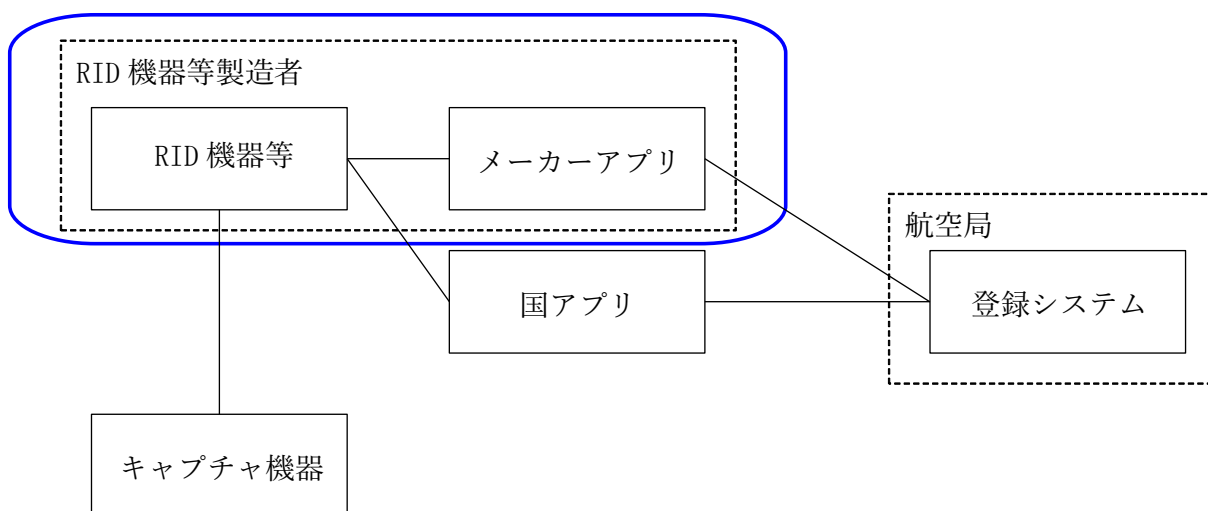 RID 機器等製造者
RID 機器等
メーカーアプリ
航空局
国アプリ
登録システム
キャプチャ機器